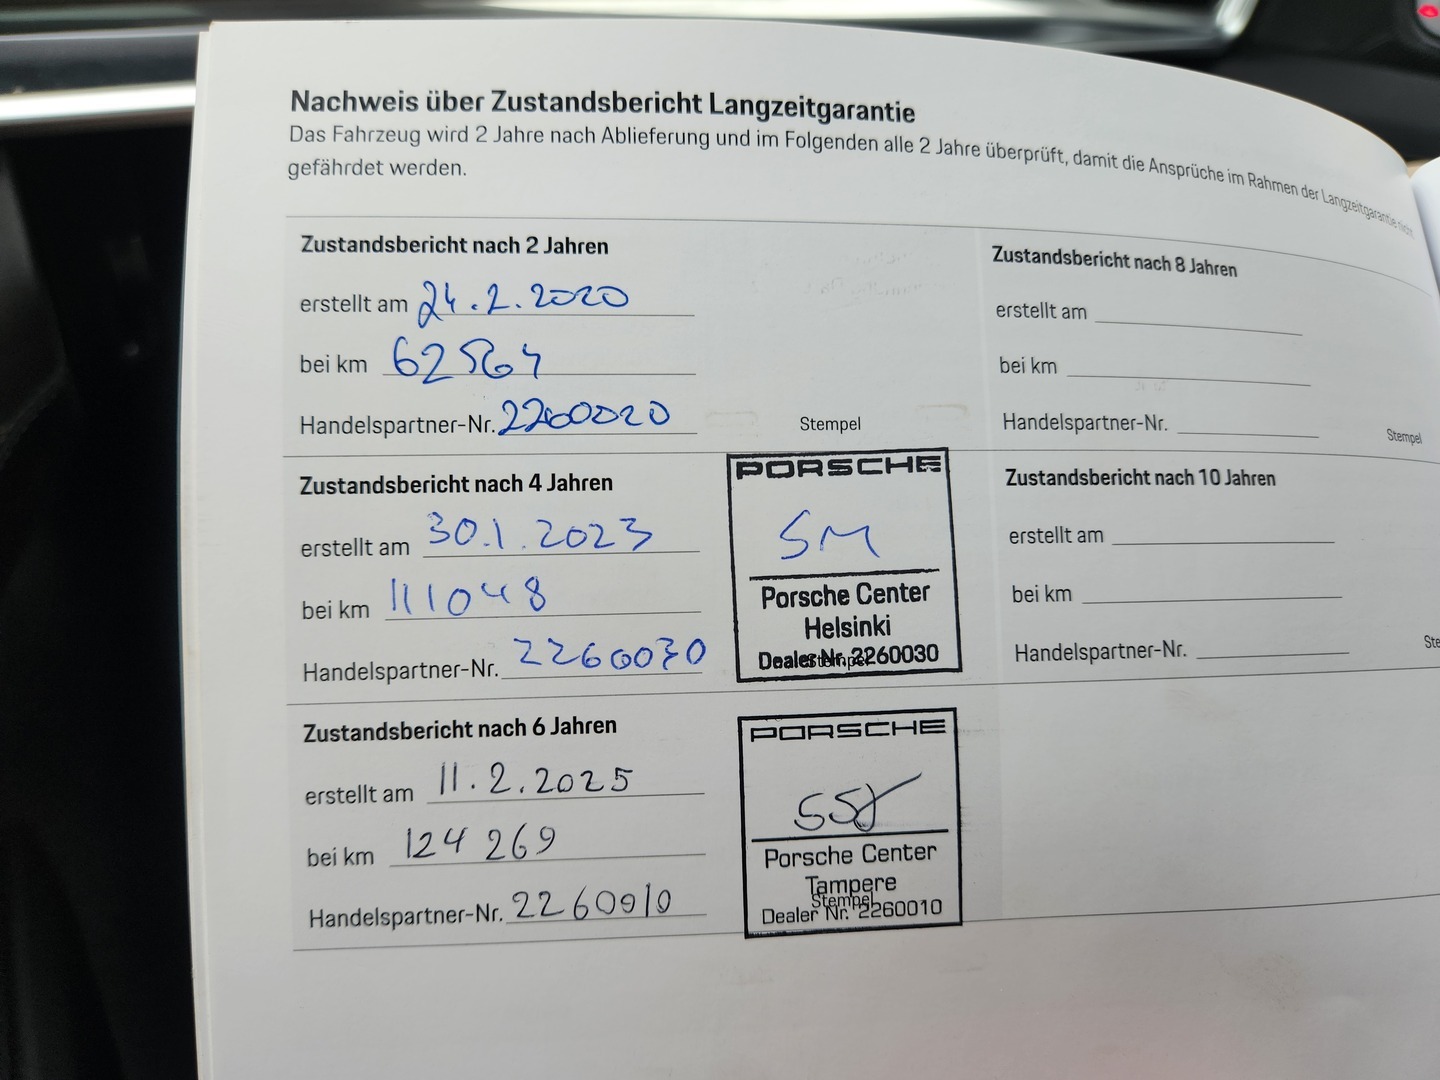 Nachweis über Zustandsbericht Langzeitgarantie
Das Fahrzeug wird 2 Jahre nach Ablieferung und im Folgenden alle 2 Jahre überprüft, damit die Ansprüche im Rahmen der Langzeitgarantie nicht
gefährdet werden.
Zustandsbericht nach 2 Jahren
erstellt am 24.2.2020
bei km 62564
Handelspartner-Nr. 2260020
Stempel
Zustandsbericht nach 4 Jahren
erstellt am 30.1.2023
bei km 111048
Handelspartner-Nr. 2260030
PORSCHE
SM
Porsche Center
Helsinki
Dealer Nr. 2260030
Stempel
Zustandsbericht nach 6 Jahren
erstellt am 11.2.2025
bei km 124 269
Handelspartner-Nr. 2260010
PORSCHE
Porsche Center
Tampere
Stempel
Dealer Nr. 2260010
Zustandsbericht nach 8 Jahren
erstellt am
bei km
Handelspartner-Nr.
Stempel
Zustandsbericht nach 10 Jahren
erstellt am
bei km
Handelspartner-Nr.
Ste